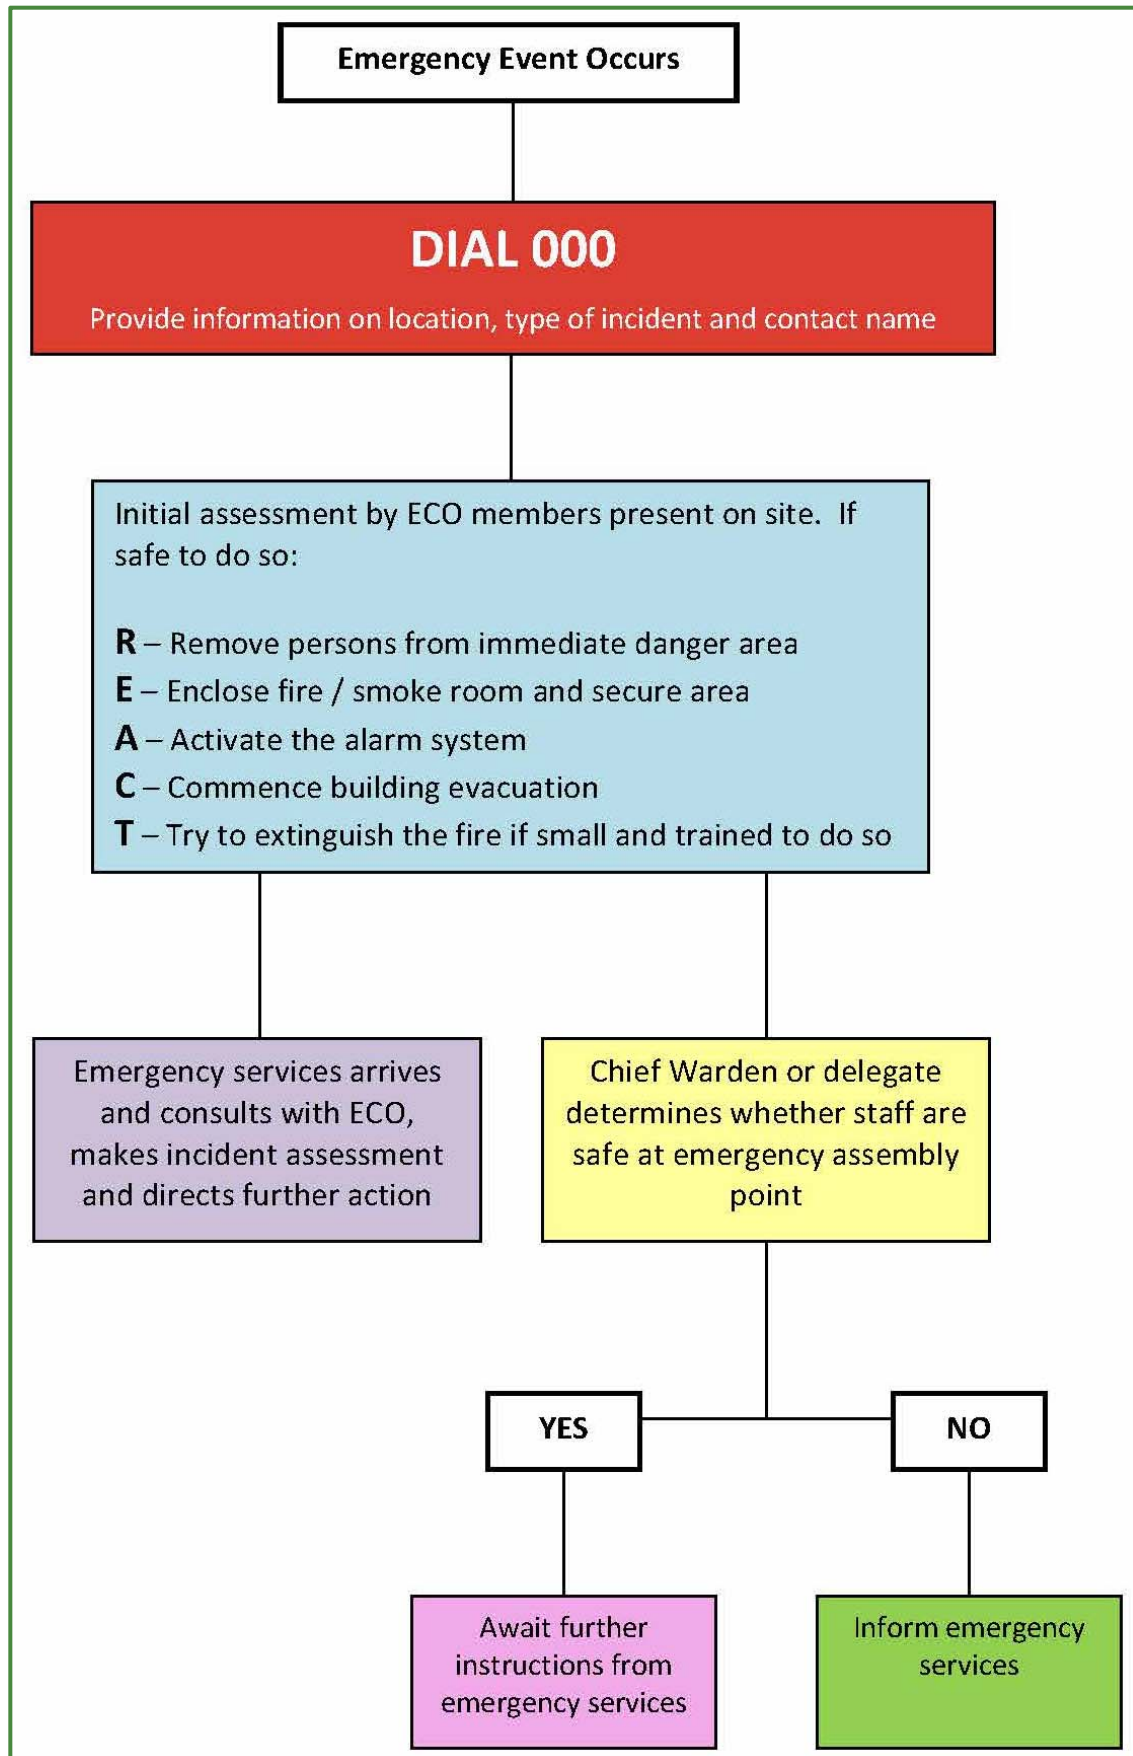 Emergency Event Occurs
DIAL 000
Provide information on location, type of incident and contact name
Initial assessment by ECO members present on site.  If
safe to do so:
R – Remove persons from immediate danger area
E – Enclose fire / smoke room and secure area
A – Activate the alarm system
C – Commence building evacuation
T – Try to extinguish the fire if small and trained to do so
Emergency services arrives
and consults with ECO,
makes incident assessment
and directs further action
Chief Warden or delegate
determines whether staff are
safe at emergency assembly
point
YES
NO
Await further
instructions from
emergency services
Inform emergency
services